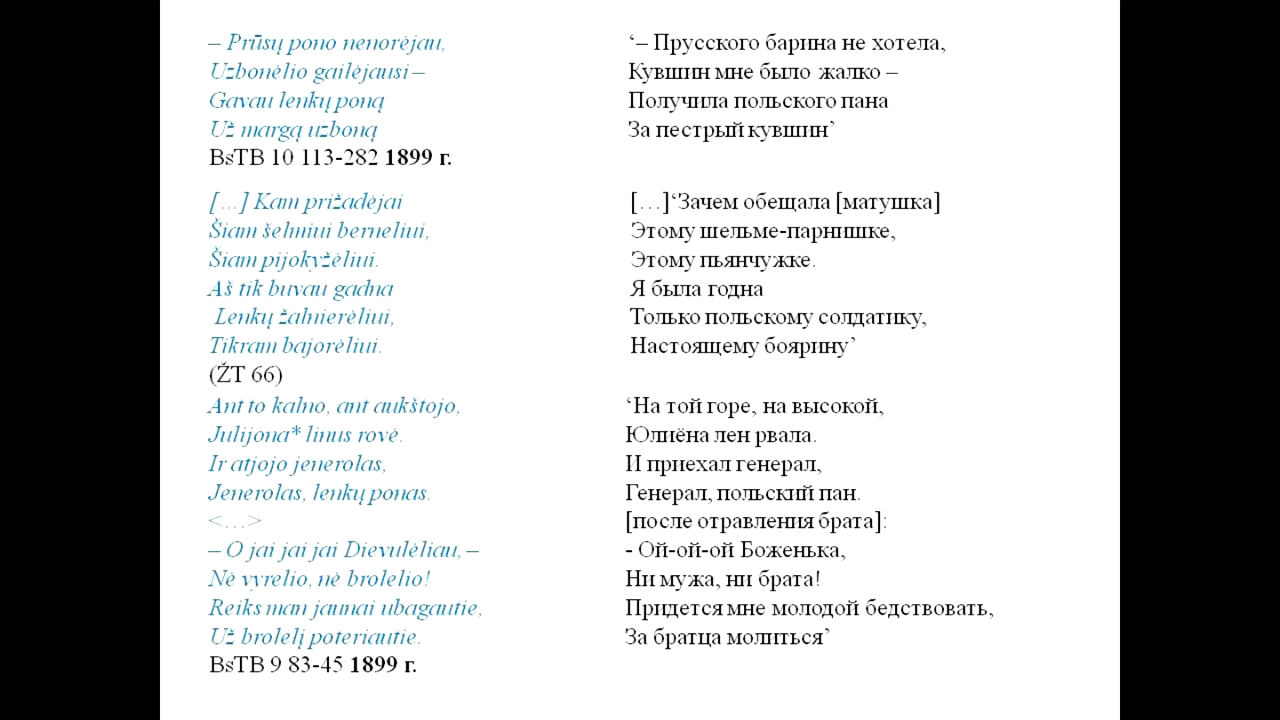 – Prūsų pono nenorėjau,
Uzbonėlio gailėjausi –
Gavau lenkų poną
Už margą uzboną
BsTB 10 113-282 1899 г.
[…] Kam prižadėjai
Šiam šelmiui berneliui,
Šiam pijokyžėliui.
Aš tik buvau gadna
Lenkų žalnierėliui,
Tikram bajorėliui.
(ŹT 66)
Ant to kalno, ant aukštojo,
Julijona* linus rovė.
Ir atjojo jenerolas,
Jenerolas, lenkų ponas.
<…>
– O jai jai jai Dievulėliau, –
Nė vyrelio, nė brolelio!
Reiks man jaunai ubagautie,
Už brolelį poteriautie.
BsTB 9 83-45 1899 г.
‘– Прусского барина не хотела,
Кувшин мне было жалко –
Получила польского пана
За пестрый кувшин’
[…]‘Зачем обещала [матушка]
Этому шельме-парнишке,
Этому пьянчужке.
Я была годна
Только польскому солдатику,
Настоящему боярину’
‘На той горе, на высокой,
Юлиёна лен рвала.
И приехал генерал,
Генерал, польский пан.
[после отравления брата]:
- Ой-ой-ой Боженька,
Ни мужа, ни брата!
Придется мне молодой бедствовать,
За братца молиться’